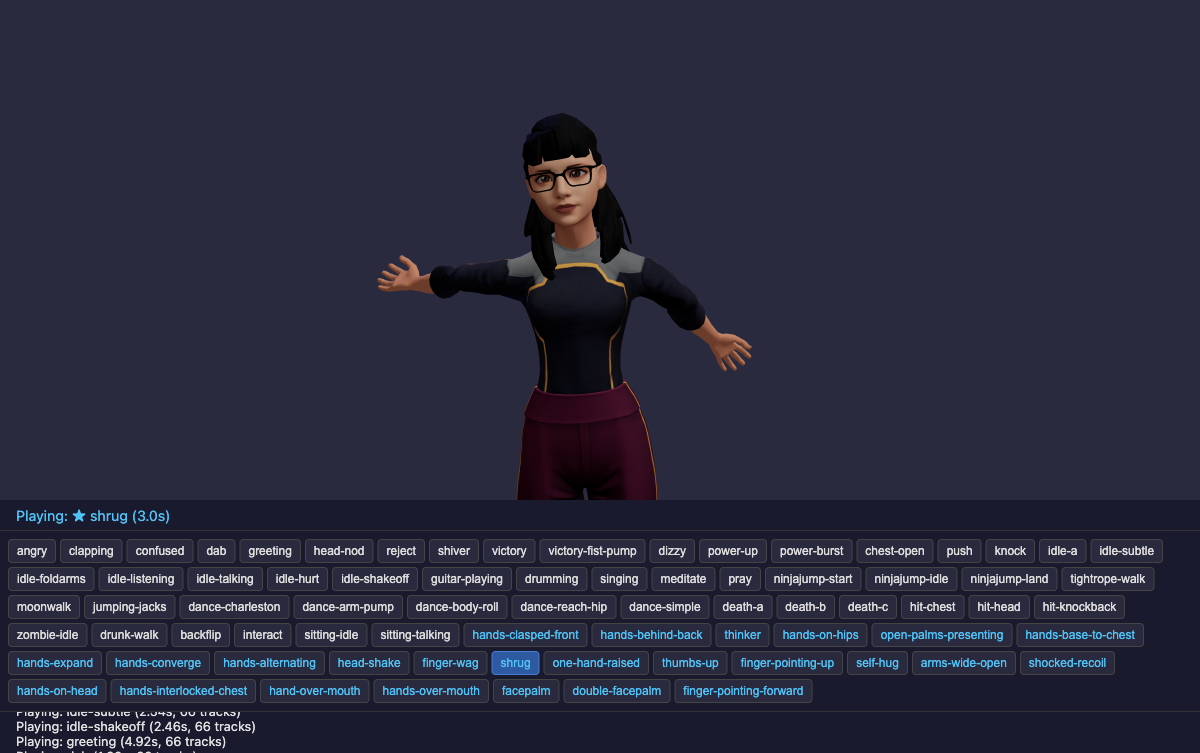 Playing: ★ shrug (3.0s)
angry clapping confused dab greeting head-nod reject shiver victory victory-fist-pump dizzy power-up power-burst chest-open push knock idle-a idle-subtle
idle-foldarms idle-listening idle-talking idle-hurt idle-shakeoff guitar-playing drumming singing meditate pray ninjajump-start ninjajump-idle ninjajump-land tightrope-walk
moonwalk jumping-jacks dance-charleston dance-arm-pump dance-body-roll dance-reach-hip dance-simple death-a death-b death-c hit-chest hit-head hit-knockback
zombie-idle drunk-walk backflip interact sitting-idle sitting-talking hands-clasped-front hands-behind-back thinker hands-on-hips open-palms-presenting hands-base-to-chest
hands-expand hands-converge hands-alternating head-shake finger-wag shrug one-hand-raised thumbs-up finger-pointing-up self-hug arms-wide-open shocked-recoil
hands-on-head hands-interlocked-chest hand-over-mouth hands-over-mouth facepalm double-facepalm finger-pointing-forward
Playing: idle-subtle (2.54s, 66 tracks)
Playing: idle-shakeoff (2.46s, 66 tracks)
Playing: greeting (4.92s, 66 tracks)